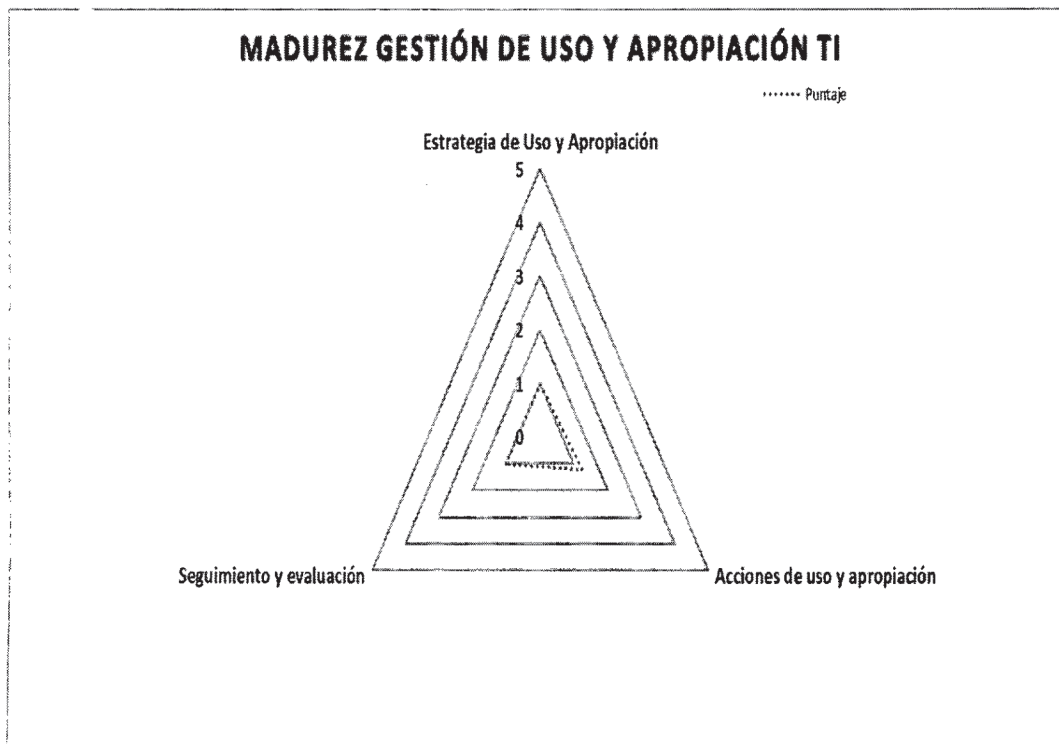 MADUREZ GESTIÓN DE USO Y APROPIACIÓN TI
Puntaje
Estrategia de Uso y Apropiación
5
4
3
2
1
0
Seguimiento y evaluación
Acciones de uso y apropiación